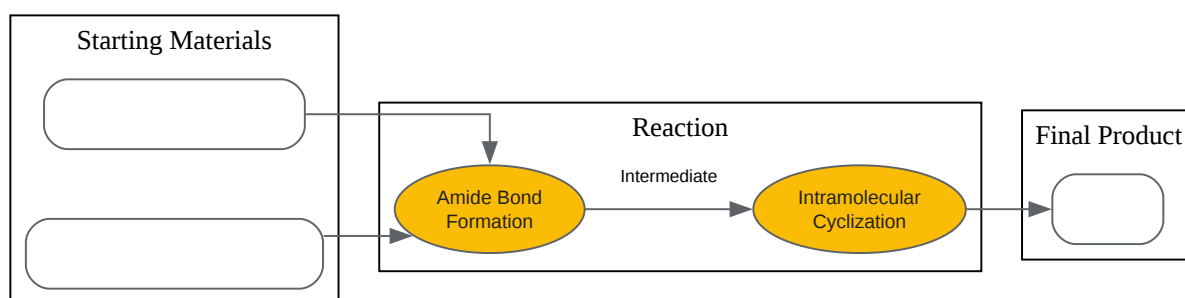 Starting Materials
Reaction
Final Product
Intermediate
Amide Bond
Formation
Intramolecular
Cyclization